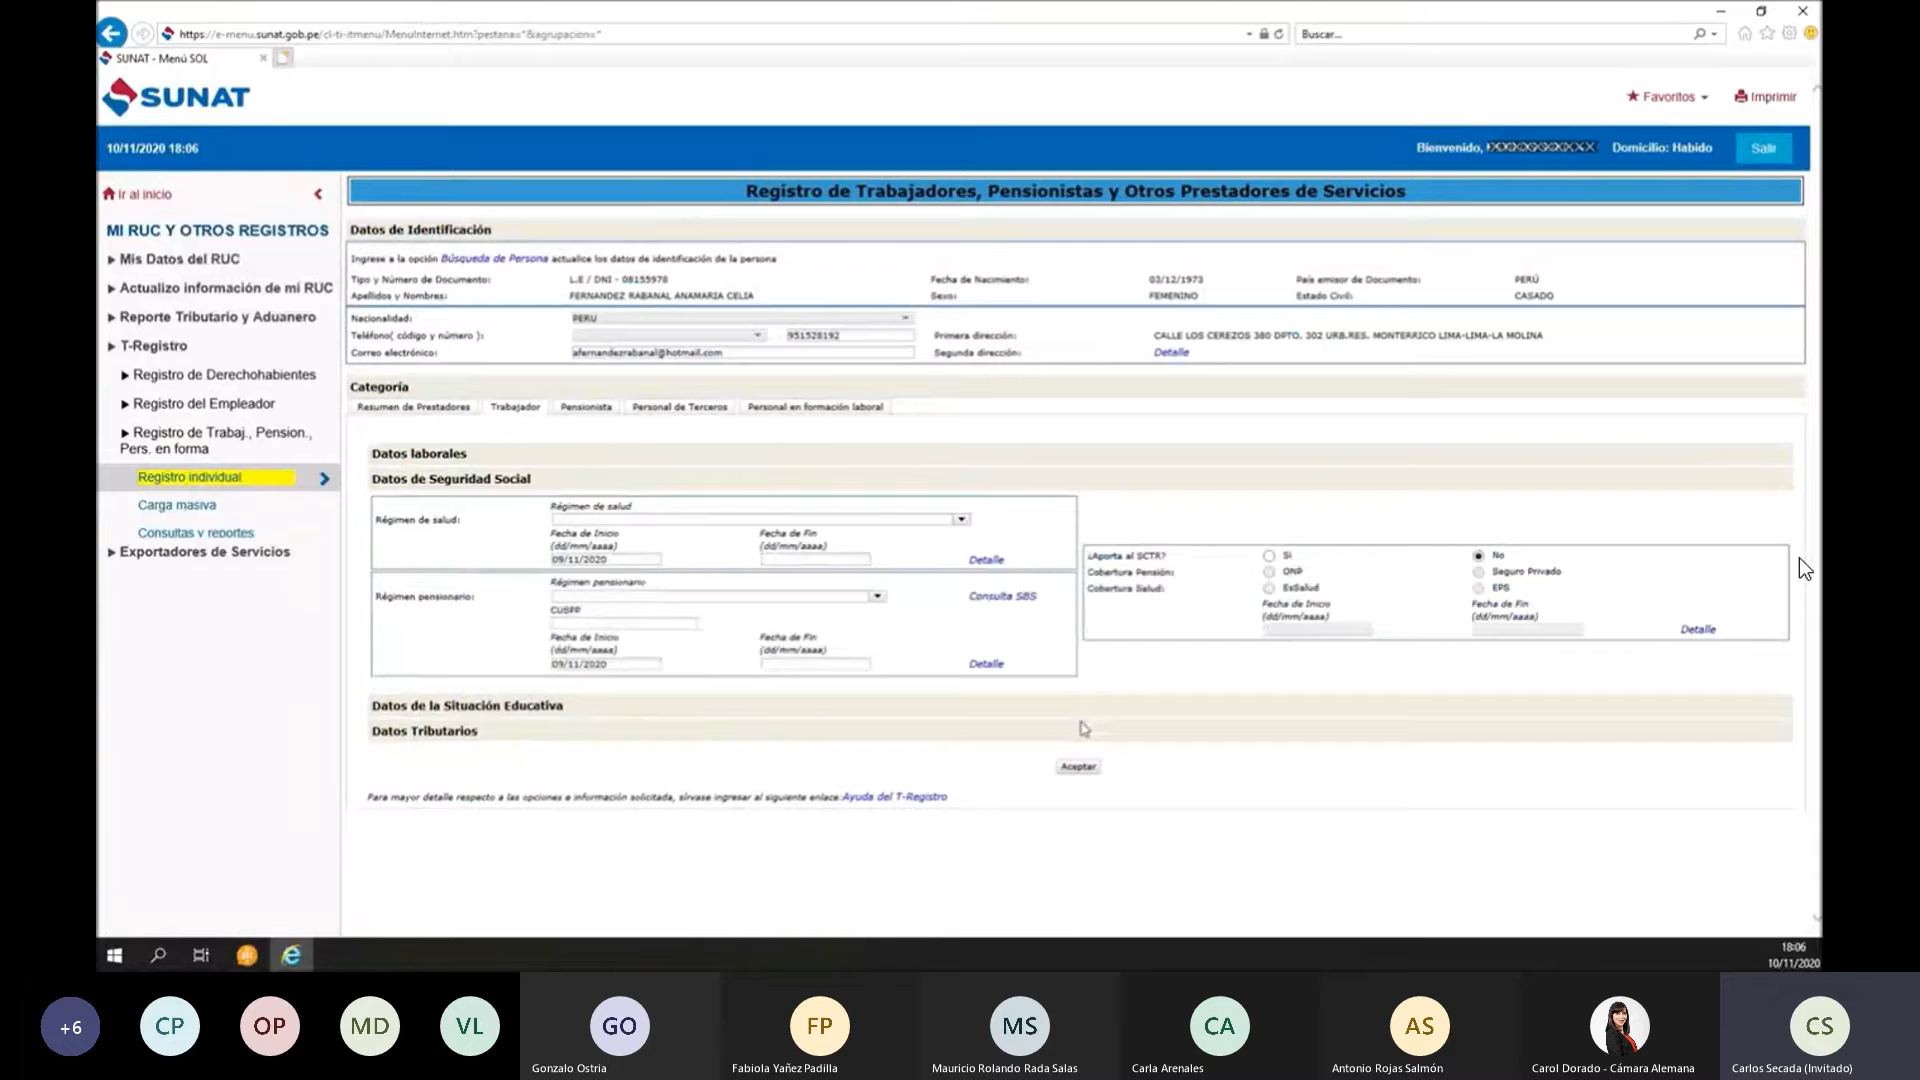 https://e-menu.sunat.gob.pe/cl-ti-itmenu/MenuInternet.htm?pestana=*&agrupacion=*
Buscar...
SUNAT - Menú SOL
SUNAT
Favoritos
Imprimir
10/11/2020 18:06
Bienvenido,
Domicilio: Habido
Salir
Ir al inicio
MI RUC Y OTROS REGISTROS
Mis Datos del RUC
Actualizo información de mi RUC
Reporte Tributario y Aduanero
T-Registro
Registro de Derechohabientes
Registro del Empleador
Registro de Trabaj., Pension.,
Pers. en forma
Registro individual
Carga masiva
Consultas y reportes
Exportadores de Servicios
Registro de Trabajadores, Pensionistas y Otros Prestadores de Servicios
Datos de Identificación
Ingrese a la opción Búsqueda de Persona actualice los datos de identificación de la persona
Tipo y Número de Documento: L.E / DNI - 08155978 Fecha de Nacimiento: 03/12/1973 País emisor de Documento: PERÚ
Apellidos y Nombres: FERNANDEZ RABANAL ANAMARIA CELIA Sexo: FEMENINO Estado Civil: CASADO
Nacionalidad: PERU
Teléfono( código y número ): 951528192 Primera dirección: CALLE LOS CEREZOS 380 DPTO. 302 URB.RES. MONTERRICO LIMA-LIMA-LA MOLINA
Correo electrónico: afernandezrabanal@hotmail.com Segunda dirección: Detalle
Categoría
Resumen de Prestadores Trabajador Pensionista Personal de Terceros Personal en formación laboral
Datos laborales
Datos de Seguridad Social
Régimen de salud
Régimen de salud:
Fecha de Inicio Fecha de Fin
(dd/mm/aaaa) (dd/mm/aaaa)
09/11/2020 Detalle
Régimen pensionario
Régimen pensionario: Consulta SBS
CUSPP
Fecha de Inicio Fecha de Fin
(dd/mm/aaaa) (dd/mm/aaaa)
09/11/2020 Detalle
¿Aporta al SCTR? Si No
Cobertura Pensión: ONP Seguro Privado
Cobertura Salud: EsSalud EPS
Fecha de Inicio Fecha de Fin
(dd/mm/aaaa) (dd/mm/aaaa)
Detalle
Datos de la Situación Educativa
Datos Tributarios
Aceptar
Para mayor detalle respecto a las opciones e información solicitada, sírvase ingresar al siguiente enlace:Ayuda del T-Registro
18:06
10/11/2020
+6
CP
OP
MD
VL
GO
FP
MS
CA
AS
CS
Gonzalo Ostria
Fabiola Yañez Padilla
Mauricio Rolando Rada Salas
Carla Arenales
Antonio Rojas Salmón
Carol Dorado - Cámara Alemana
Carlos Secada (Invitado)